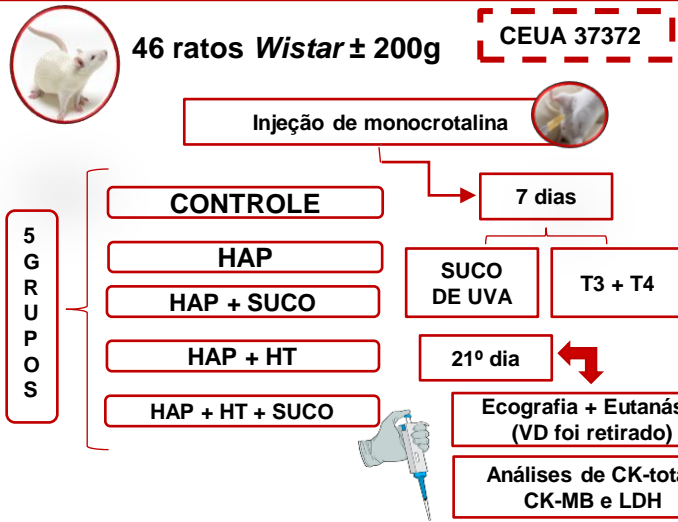 46 ratos Wistar ± 200g
CEUA 37372
Injeção de monocrotalina
5
G
R
U
P
O
S
CONTROLE
HAP
HAP + SUCO
HAP + HT
HAP + HT + SUCO
7 dias
SUCO
DE UVA
T3 + T4
21º dia
Ecografia + Eutanás
(VD foi retirado)
Análises de CK-tota
CK-MB e LDH